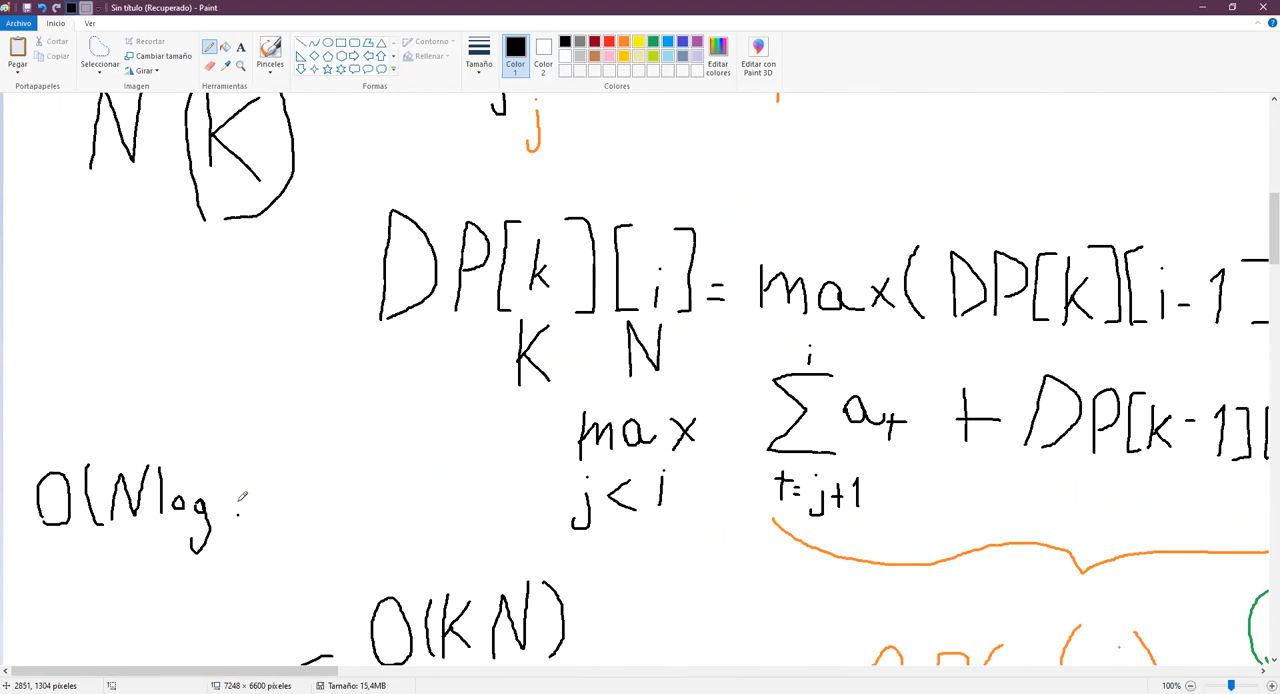 Sin título (Recuperado) - Paint
Archivo Inicio Ver
Pegar Cortar Copiar
Portapapeles
Seleccionar Recortar Cambiar tamaño Girar
Imagen
A
Herramientas
Pinceles
Contorno Rellenar
Formas
Tamaño
Color 1
Color 2
Editar colores
Colores
Editar con Paint 3D
N K
j
j
DP[k][i] = max(DP[k][i-1]
K N
max j<i
i
∑ a_t + DP[k-1][
t=j+1
O(N log
O(KN)
2851, 1304 píxeles 7248 × 6600 píxeles Tamaño: 15,4MB 100%